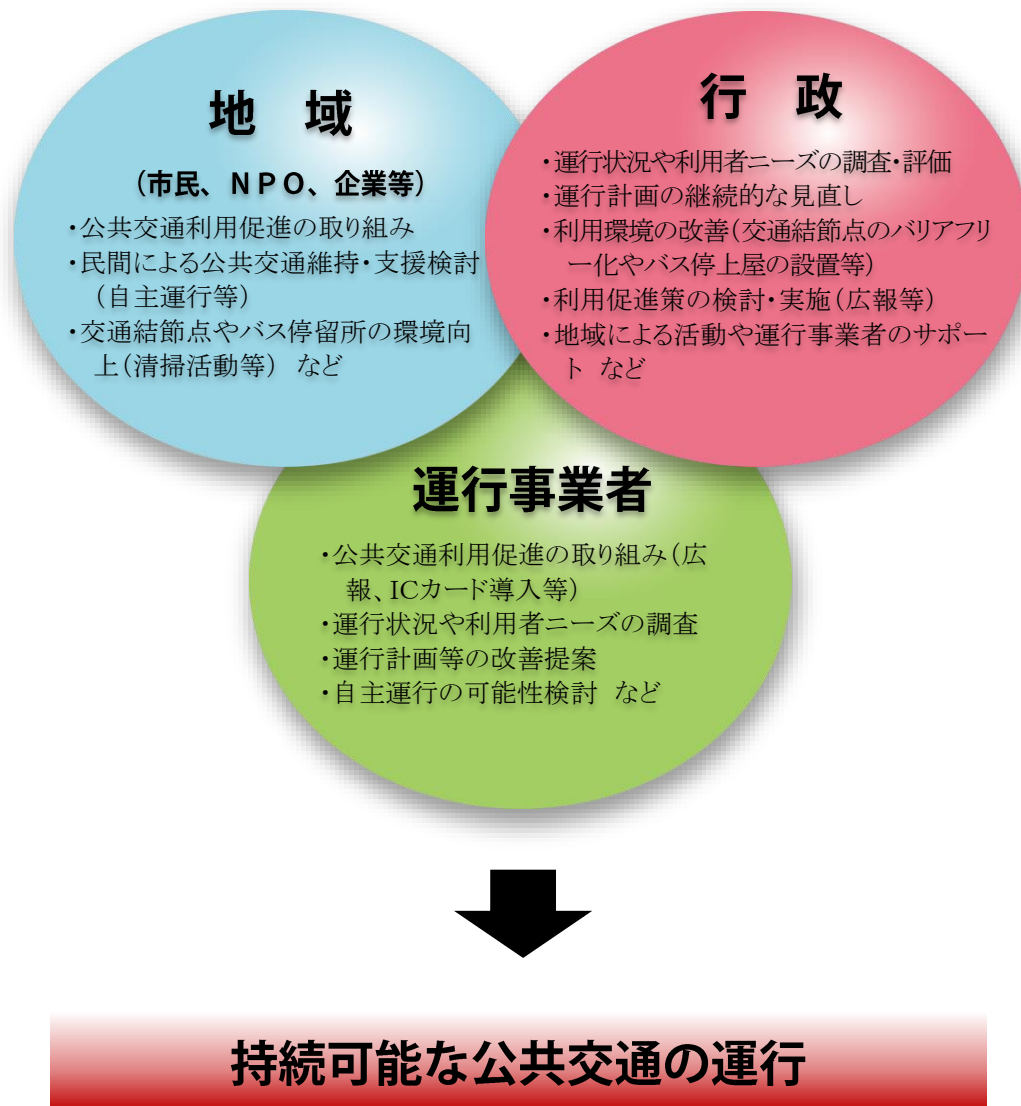 地　域
（市民、ＮＰＯ、企業等）
・公共交通利用促進の取り組み
・民間による公共交通維持・支援検討
（自主運行等）
・交通結節点やバス停留所の環境向
上（清掃活動等）　など
行　政
・運行状況や利用者ニーズの調査・評価
・運行計画の継続的な見直し
・利用環境の改善（交通結節点のバリアフリ
ー化やバス停上屋の設置等）
・利用促進策の検討・実施（広報等）
・地域による活動や運行事業者のサポー
ト　など
運行事業者
・公共交通利用促進の取り組み（広
報、ICカード導入等）
・運行状況や利用者ニーズの調査
・運行計画等の改善提案
・自主運行の可能性検討　など
持続可能な公共交通の運行